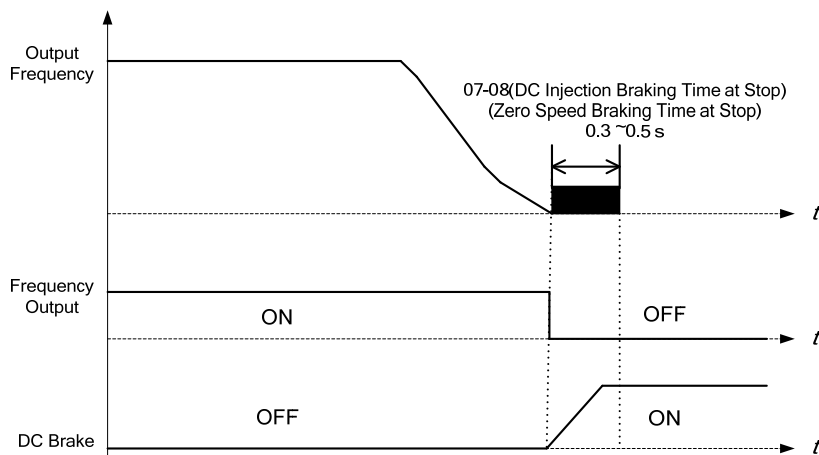 Output
Frequency
07-08(DC Injection Braking Time at Stop)
(Zero Speed Braking Time at Stop)
0.3 ~0.5 s
t
Frequency
Output
ON
OFF
t
DC Brake
OFF
ON
t